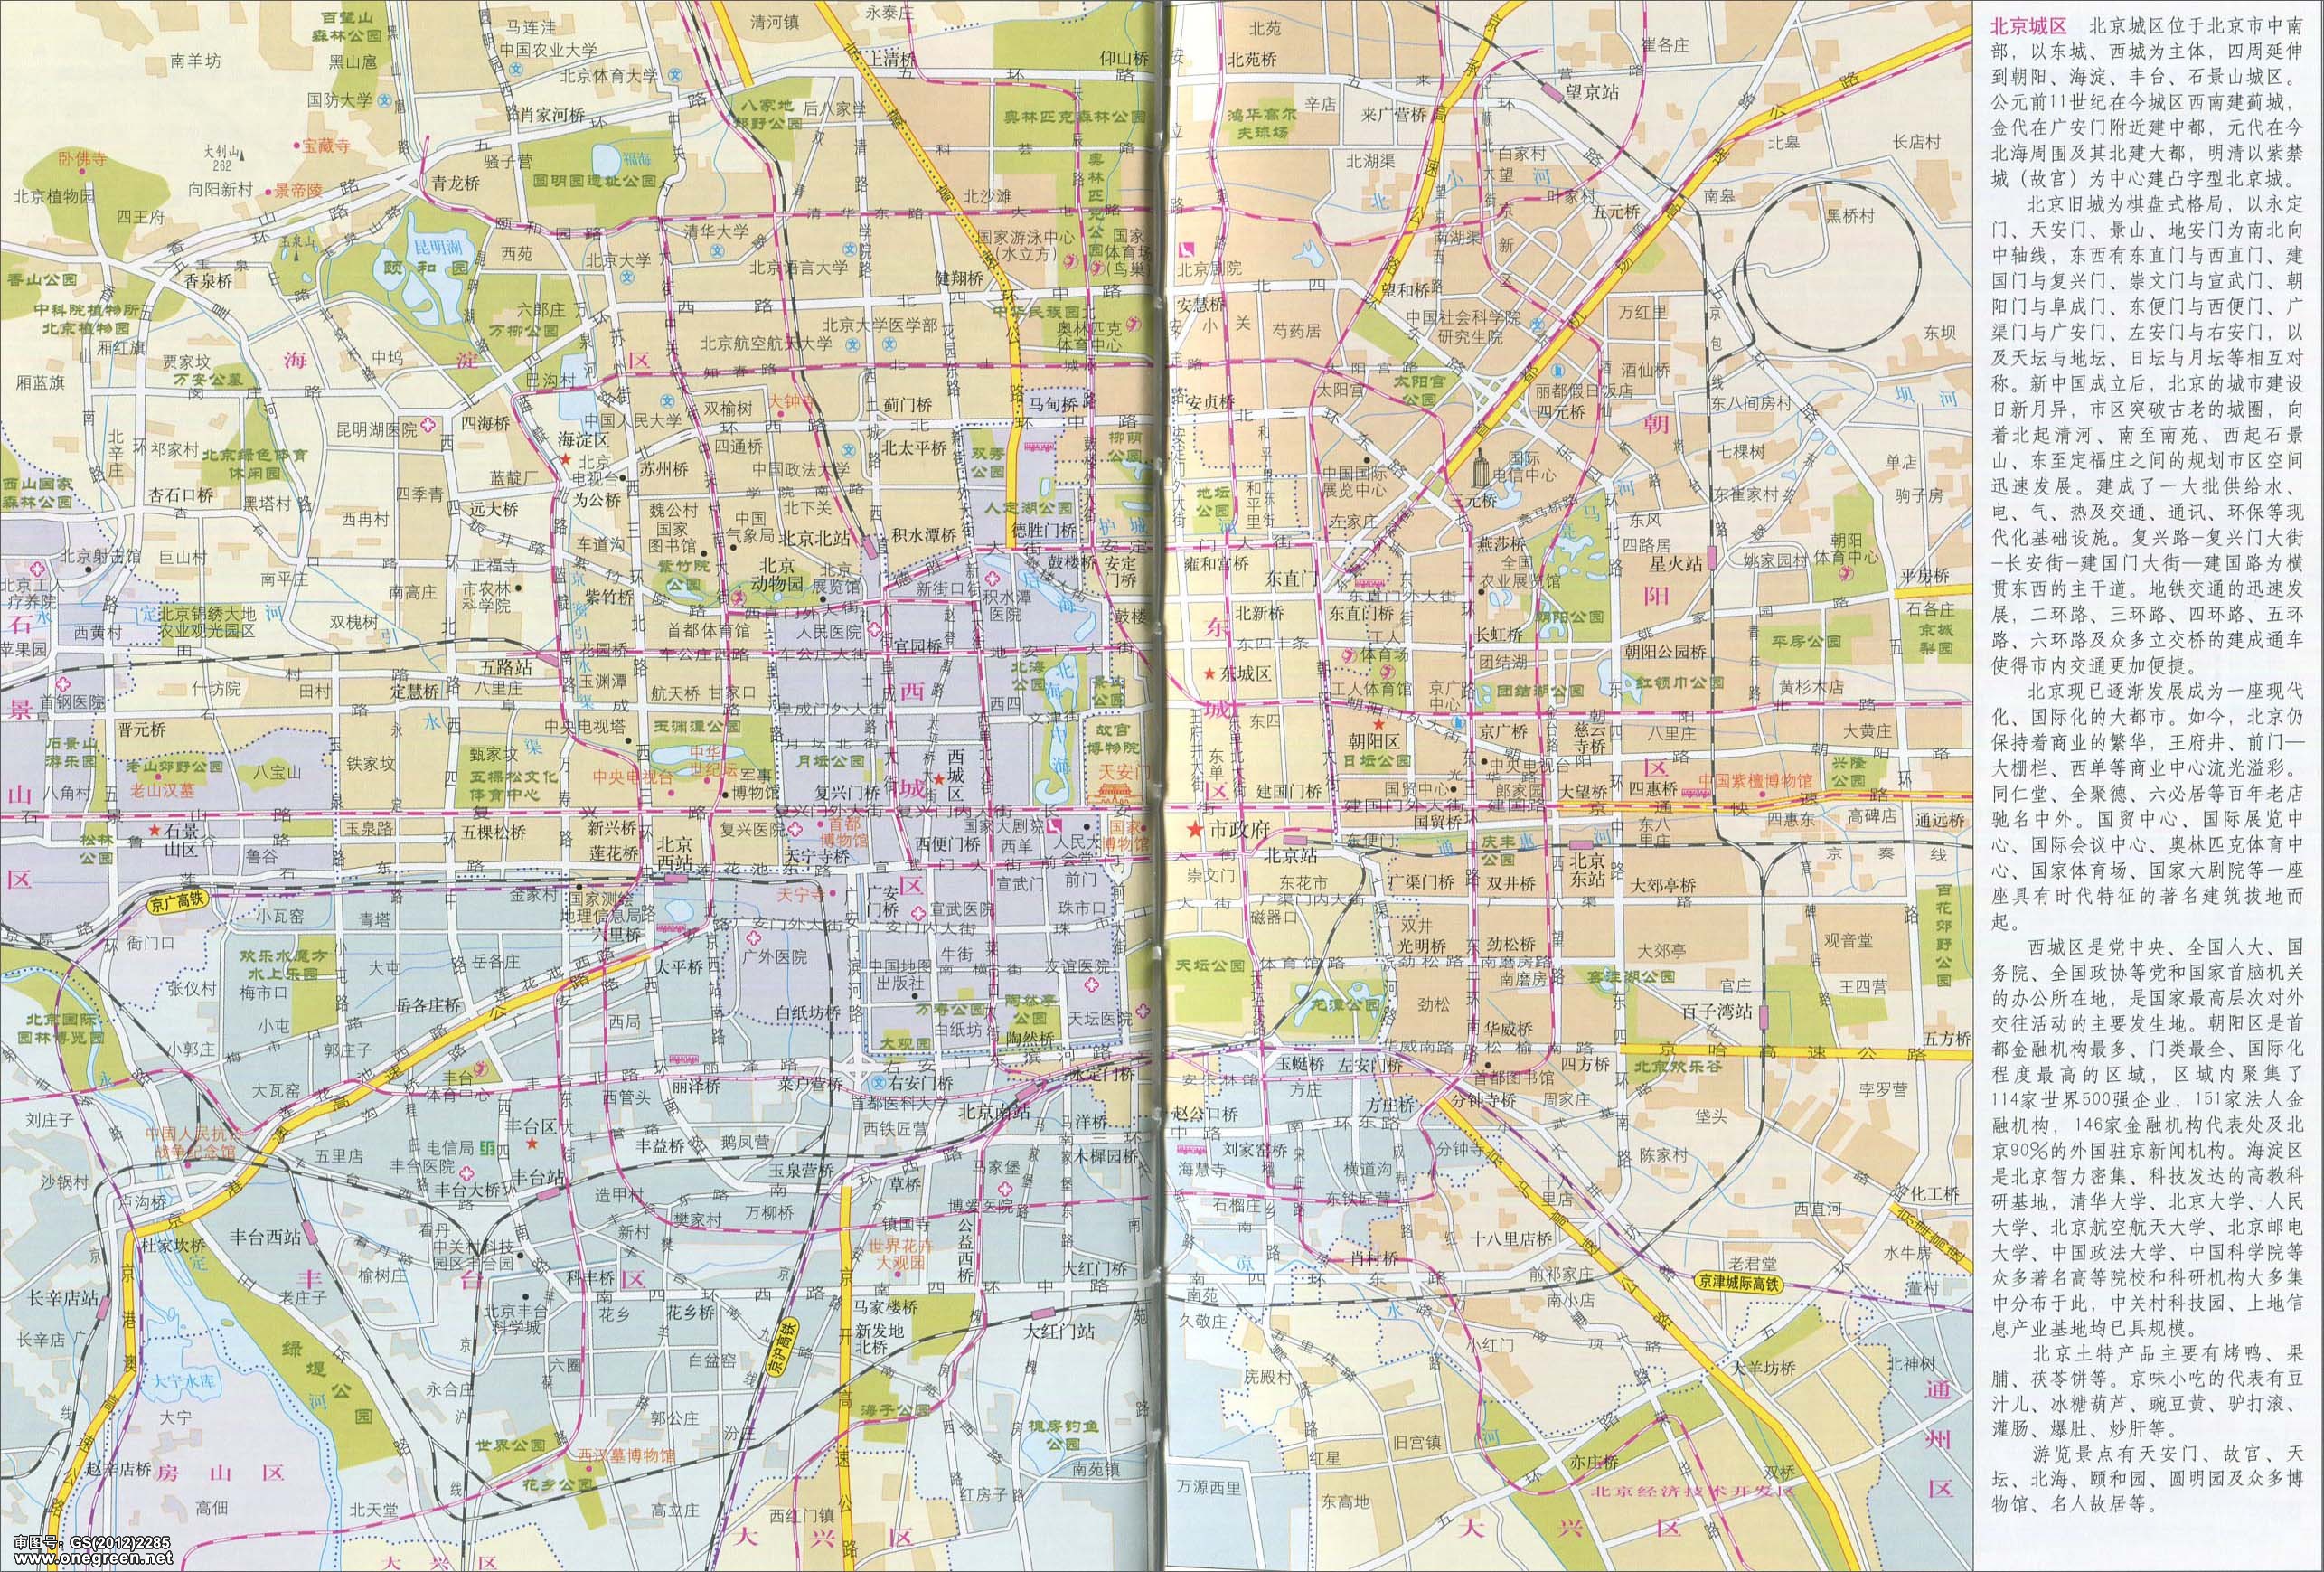 北京城区 北京城区位于北京市中南
部，以东城、西城为主体，四周延伸
到朝阳、海淀、丰台、石景山城区。
公元前11世纪在今城区西南建蓟城，
金代在广安门附近建中都，元代在今
北海周围及其北建大都，明清以紫禁
城（故宫）为中心建凸字型北京城。
北京旧城为棋盘式格局，以永定
门、天安门、景山、地安门为南北向
中轴线，东西有东直门与西直门、建
国门与复兴门、崇文门与宣武门、朝
阳门与阜成门、东便门与西便门、广
渠门与广安门、左安门与右安门，以
及天坛与地坛、日坛与月坛等相互对
称。新中国成立后，北京的城市建设
日新月异，市区突破古老的城圈，向
着北起清河、南至南苑、西起石景
山、东至定福庄之间的规划市区空间
迅速发展。建成了一大批供给水、
电、气、热及交通、通讯、环保等现
代化基础设施。复兴路—复兴门大街
—长安街—建国门大街—建国路为横
贯东西的主干道。地铁交通的迅速发
展，二环路、三环路、四环路、五环
路、六环路及众多立交桥的建成通车
使得市内交通更加便捷。
北京现已逐渐发展成为一座现代
化、国际化的大都市。如今，北京仍
保持着商业的繁华，王府井、前门—
大栅栏、西单等商业中心流光溢彩。
同仁堂、全聚德、六必居等百年老店
驰名中外。国贸中心、国际展览中
心、国际会议中心、奥林匹克体育中
心、国家体育场、国家大剧院等一座
座具有时代特征的著名建筑拔地而
起。
西城区是党中央、全国人大、国
务院、全国政协等党和国家首脑机关
的办公所在地，是国家最高层次对外
交往活动的主要发生地。朝阳区是首
都金融机构最多、门类最全、国际化
程度最高的区域，区域内聚集了
114家世界500强企业，151家法人金
融机构，146家金融机构代表处及北
京90%的外国驻京新闻机构。海淀区
是北京智力密集、科技发达的高教科
研基地，清华大学、北京大学、人民
大学、北京航空航天大学、北京邮电
大学、中国政法大学、中国科学院等
众多著名高等院校和科研机构大多集
中分布于此，中关村科技园、上地信
息产业基地均已具规模。
北京土特产品主要有烤鸭、果
脯、茯苓饼等。京味小吃的代表有豆
汁儿、冰糖葫芦、豌豆黄、驴打滚、
灌肠、爆肚、炒肝等。
游览景点有天安门、故宫、天
坛、北海、颐和园、圆明园及众多博
物馆、名人故居等。
百望山
森林公园
南羊坊
黑山扈
国防大学
马连洼
中国农业大学
北京体育大学
清河镇
永泰庄
上清桥
仰山桥
北苑
北苑桥
崔各庄
望京站
肖家河桥
八家地
郊野公园
后八家
奥林匹克森林公园
鸿华高尔
夫球场
辛店
来广营桥
卧佛寺
宝藏寺
北京植物园
向阳新村
景帝陵
四王府
青龙桥
骚子营
圆明园遗址公园
北沙滩
北湖渠
白家村
叶家村
五元桥
北皋
南皋
长店村
黑桥村
玉泉山
昆明湖
颐和园
西苑
清华大学
北京大学
北京语言大学
国家游泳中心
(水立方)
国家
体育场
(鸟巢)
健翔桥
北京剧院
安慧桥
南湖渠
望和桥
香山公园
香泉桥
中科院植物所
北京植物园
六郎庄
万柳公园
北京大学医学部
北京航空航天大学
中华民族园
奥林匹克
体育中心
芍药居
中国社会科学院
研究生院
万红里
东坝
厢红旗
贾家坟
万安公墓
厢蓝旗
中坞
海淀区
巴沟村
双榆树
大钟寺
蓟门桥
马甸桥
安贞桥
太阳宫
太阳宫
公园
酒仙桥
丽都假日饭店
四元桥
东八间房村
昆明湖医院
四海桥
中国人民大学
海淀区
北京
电视台
苏州桥
四通桥
北太平桥
双秀
公园
柳荫
公园
中国政法大学
中国国际
展览中心
国际
电信中心
七棵树
单店
驹子房
祁家村
北京绿色体育
休闲园
西山国家
森林公园
杏石口桥
黑塔村
四季青
蓝靛厂
为公桥
远大桥
西冉村
魏公村
国家
图书馆
中国
气象局
北下关
北京北站
积水潭桥
人定湖公园
德胜门桥
地坛
公园
和平里
三元桥
左家庄
东崔家村
东风
北京射击馆
巨山村
南平庄
正福寺
车道沟
紫竹院
公园
紫竹桥
北京
动物园
北京
展览馆
新街口
积水潭
医院
鼓楼桥
安定
门桥
雍和宫桥
东直门
燕莎桥
全国
农业展览馆
四路居
星火站
姚家园村
朝阳
体育中心
平房桥
北京工人
疗养院
南高庄
市农林
科学院
北京锦绣大地
农业观光园区
西黄村
双槐树
首都体育馆
人民医院
官园桥
鼓楼
北新桥
东直门桥
朝阳公园
长虹桥
石各庄
平房公园
京城
梨园
苹果园
首钢医院
五路站
花园桥
工人
体育场
团结湖
朝阳公园桥
田村
什坊院
定慧桥
八里庄
玉渊潭
航天桥
甘家口
北海
公园
景山
公园
东城区
工人体育馆
京广
中心
团结湖公园
红领巾公园
黄杉木店
晋元桥
中央电视塔
玉渊潭公园
西四
故宫
博物院
东四
朝阳区
日坛公园
京广桥
慈云
寺桥
八里庄
大黄庄
石景山
游乐园
老山郊野公园
八宝山
铁家坟
甄家坟
五棵松文化
体育中心
老山汉墓
八角村
中央电视台
中华
世纪坛
军事
博物馆
月坛公园
复兴门桥
西城区
天安门
东单
建国门桥
国贸中心
中央电视台
郎家园
大望桥
四惠桥
中国紫檀博物馆
兴隆
公园
石景
山区
松林
公园
鲁谷
玉泉路
五棵松桥
新兴桥
莲花桥
北京
西站
复兴医院
首都
博物馆
天宁寺桥
国家大剧院
西便门桥
西单
人民大
会堂
国家
博物馆
市政府
北京站
东便门
国贸桥
庆丰
公园
北京
东站
东八
里庄
四惠东
高碑店
通远桥
京广高铁
小瓦窑
青塔
金家村
国家测绘
地理信息局
六里桥
天宁寺
广安
门桥
宣武门
前门
宣武医院
珠市口
崇文门
东花市
磁器口
广渠门桥
双井桥
大郊亭桥
衙门口
欢乐水魔方
水上乐园
梅市口
大屯
岳各庄
太平桥
广外医院
牛街
中国地图
出版社
友谊医院
天坛公园
双井
光明桥
劲松桥
南磨房
大郊亭
窑洼湖公园
观音堂
百花郊野公园
张仪村
岳各庄桥
西局
白纸坊桥
万寿公园
白纸坊
陶然亭
公园
天坛医院
龙潭公园
劲松
官庄
百子湾站
王四营
北京国际
园林博览园
小屯
小郭庄
郭庄子
大观园
陶然桥
华威桥
五方桥
刘庄子
大瓦窑
丰台
体育中心
丽泽桥
西管头
菜户营桥
右安门桥
首都医科大学
永定门桥
玉蜓桥
左安门桥
方庄
首都图书馆
四方桥
北京欢乐谷
李罗营
垡头
中国人民抗日
战争纪念馆
五里店
电信局
丰台医院
丰台区
丰益桥
鹅凤营
西铁匠营
北京南站
洋桥
赵公口桥
方庄桥
分钟寺桥
周家庄
沙锅村
卢沟桥
丰台大桥
丰台站
造甲村
玉泉营桥
草桥
马家堡
木樨园桥
刘家窑桥
海慧寺
横道沟
分钟寺
陈家村
丰台西站
看丹
中关村科技
园区丰台园
新村
樊家村
万柳桥
镇国寺
博爱医院
公益西桥
石榴庄
东铁匠营
十八
里店
西直河
化工桥
杜家坎桥
榆树庄
科丰桥
世界花卉
大观园
大红门桥
肖村桥
十八里店桥
老君堂
水牛房
长辛店站
老庄子
北京丰台
科学城
花乡
花乡桥
马家楼桥
新发地
北桥
大红门站
南苑
久敬庄
前祁家庄
南小店
京津城际高铁
董村
长辛店
绿堤公园
大宁水库
大宁
六圈
白盆窑
京沪高铁
小红门
大羊坊桥
北神树
永合庄
郭公庄
海子公园
槐房钓鱼
公园
世界公园
西汉墓博物馆
旧宫镇
赵辛店桥
房山区
高佃
北天堂
花乡公园
高立庄
西红门镇
红房子
南苑镇
万源西里
红星
东高地
亦庄桥
北京经济技术开发区
双桥
通州区
大兴区
大兴区
大兴区
审图号：GS(2012)2285
www.onegreen.net